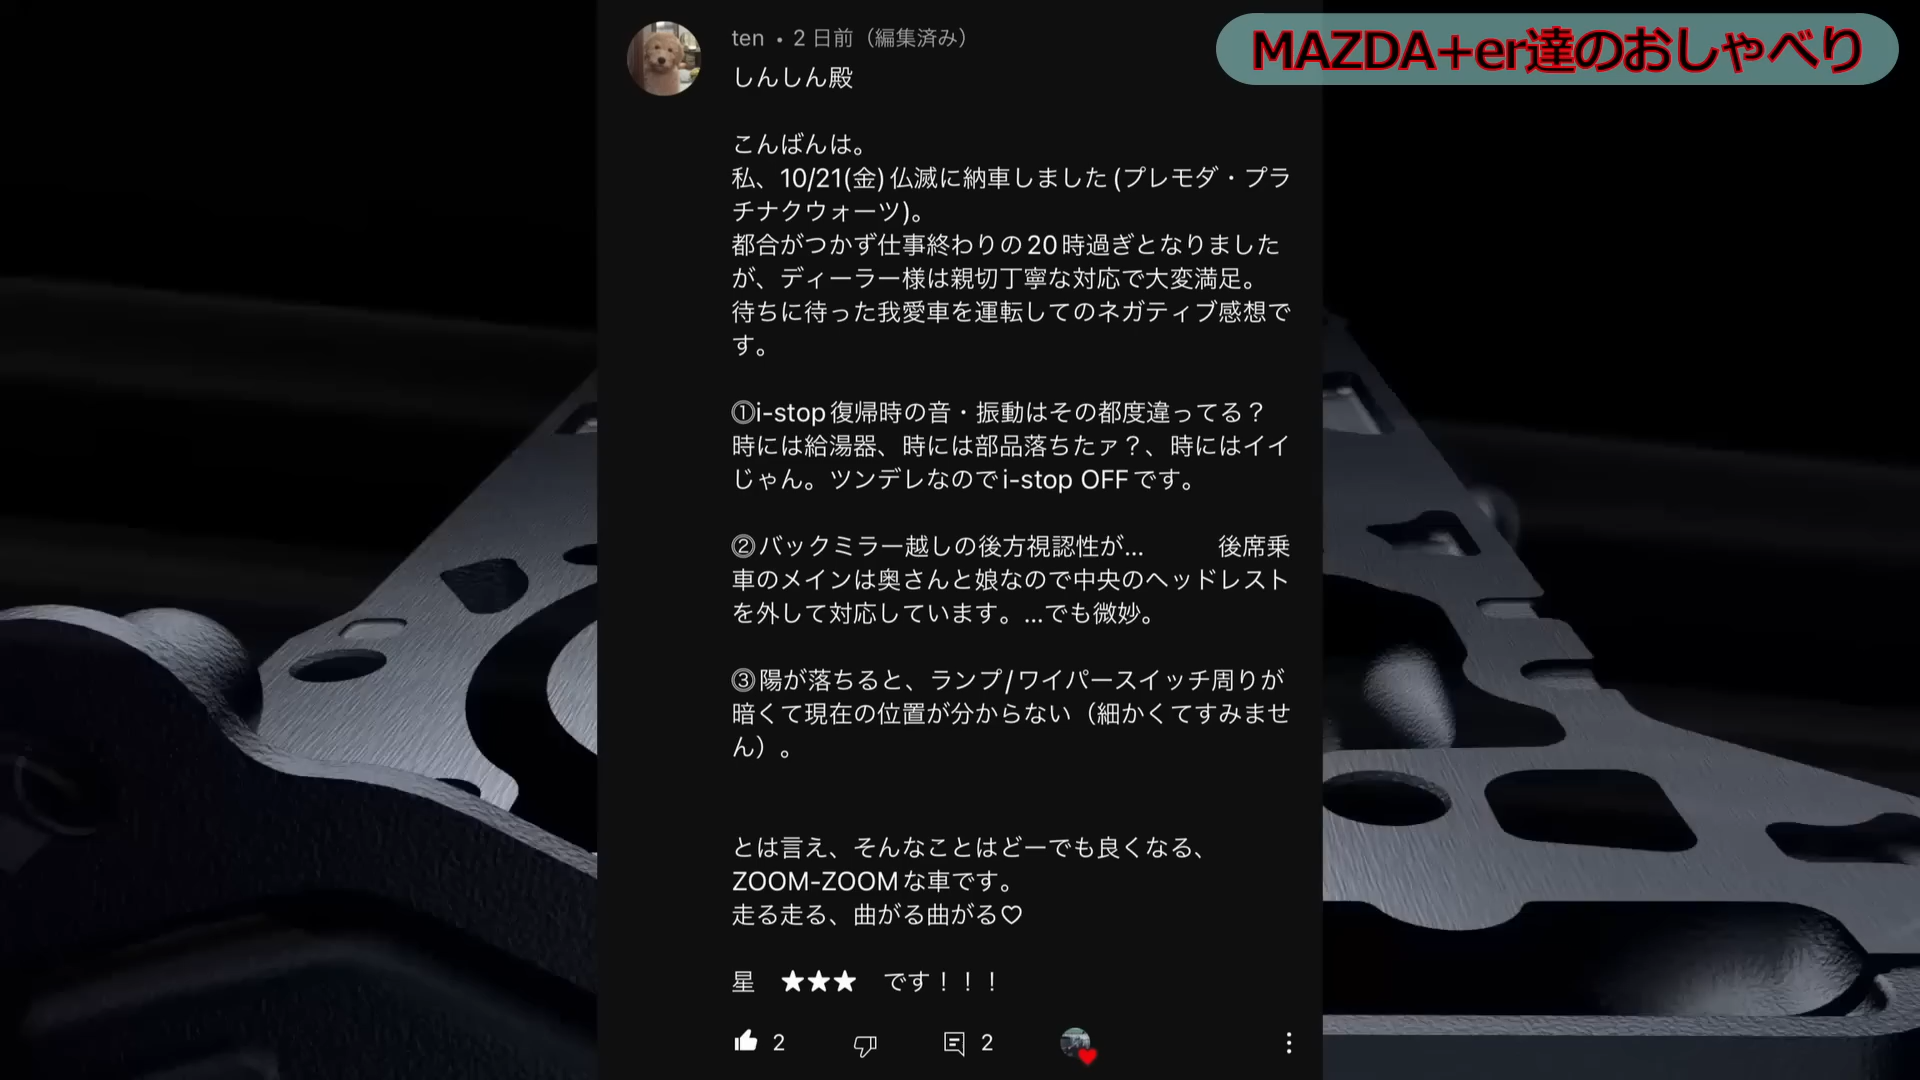 MAZDA+er達のおしゃべり
ten • 2 日前（編集済み）
しんしん殿
こんばんは。
私、10/21(金) 仏滅に納車しました (プレモダ・プラ
チナクウォーツ)。
都合がつかず仕事終わりの20時過ぎとなりました
が、ディーラー様は親切丁寧な対応で大変満足。
待ちに待った我愛車を運転してのネガティブ感想で
す。
①i-stop復帰時の音・振動はその都度違ってる？
時には給湯器、時には部品落ちたァ？、時にはイイ
じゃん。ツンデレなのでi-stop OFFです。
②バックミラー越しの後方視認性が... 後席乗
車のメインは奥さんと娘なので中央のヘッドレスト
を外して対応しています。...でも微妙。
③陽が落ちると、ランプ/ワイパースイッチ周りが
暗くて現在の位置が分からない（細かくてすみませ
ん）。
とは言え、そんなことはどーでも良くなる、
ZOOM-ZOOMな車です。
走る走る、曲がる曲がる♡
星 ★★★ です！！！
2 2